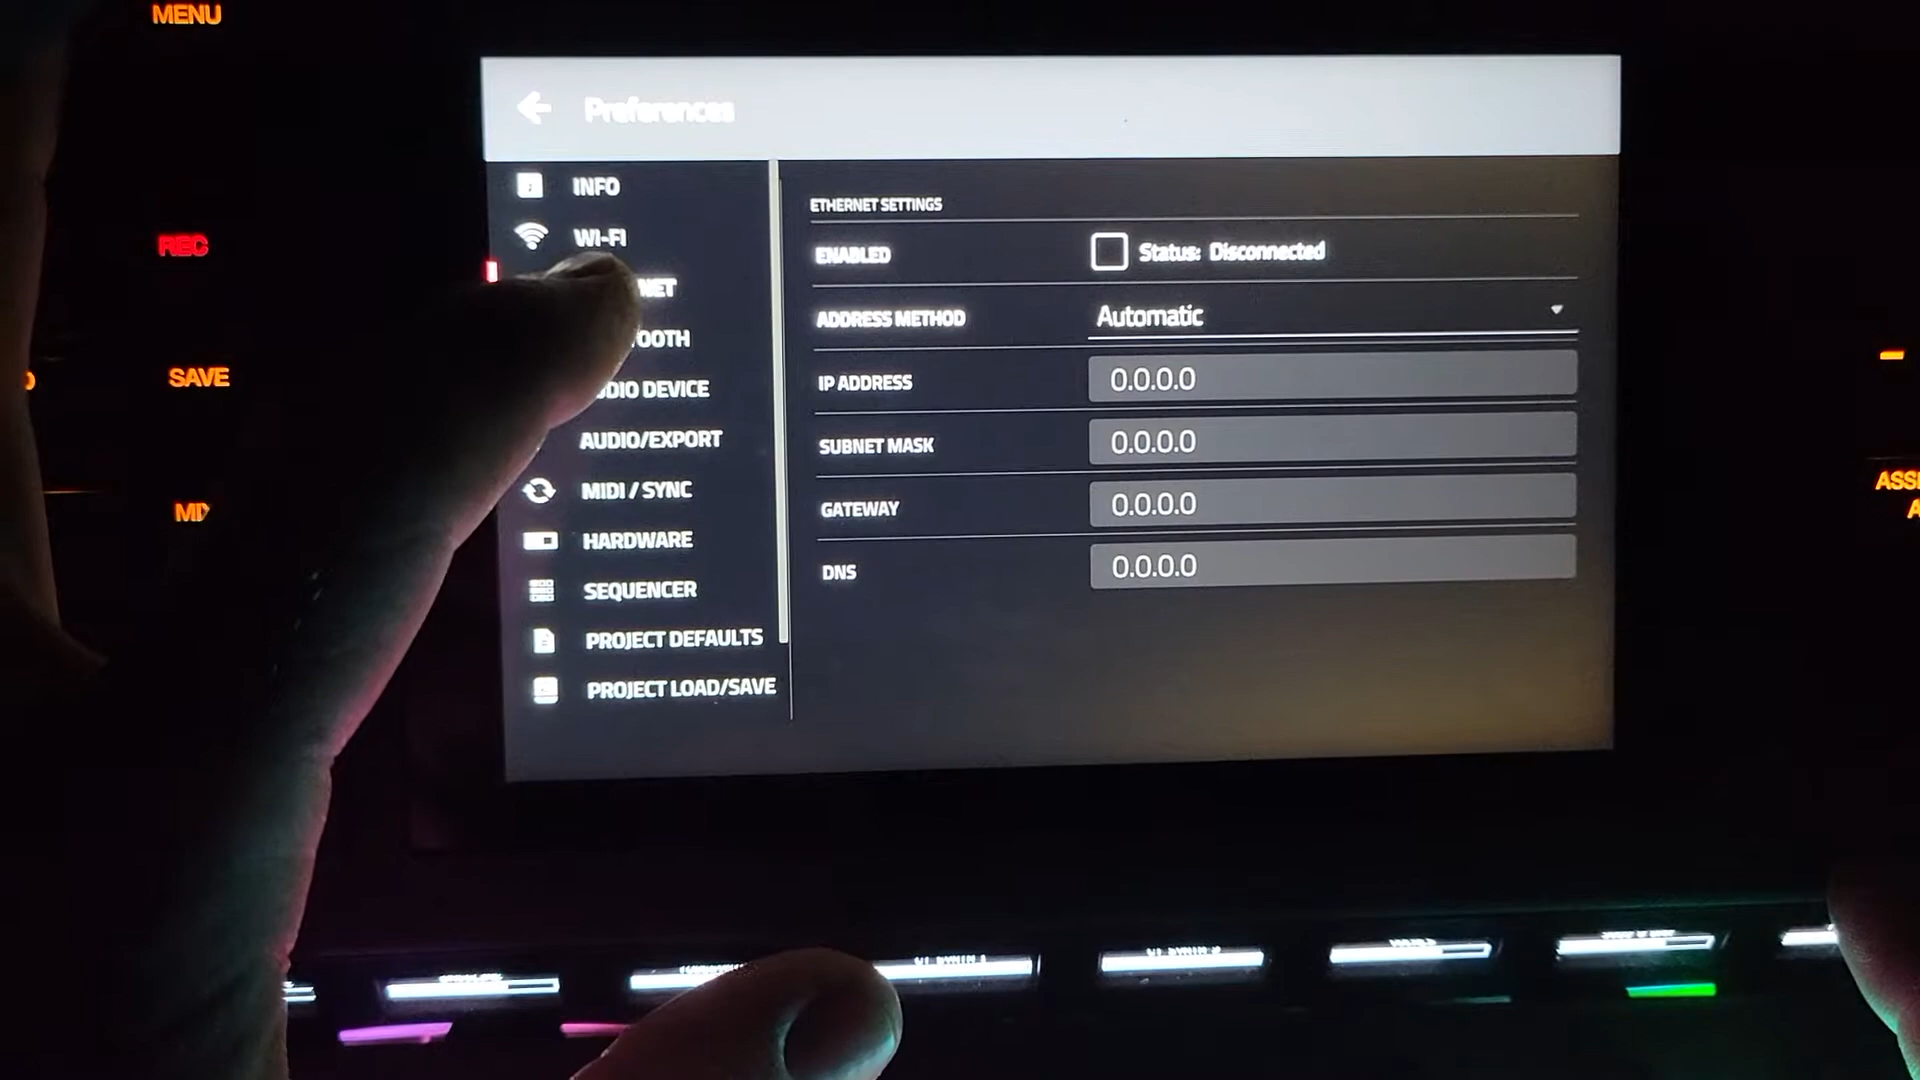 MENU
REC
SAVE
Preferences
INFO
WI-FI
NET
OOTH
DIO DEVICE
AUDIO/EXPORT
MIDI / SYNC
HARDWARE
SEQUENCER
PROJECT DEFAULTS
PROJECT LOAD/SAVE
ETHERNET SETTINGS
ENABLED Status: Disconnected
ADDRESS METHOD Automatic
IP ADDRESS 0.0.0.0
SUBNET MASK 0.0.0.0
GATEWAY 0.0.0.0
DNS 0.0.0.0